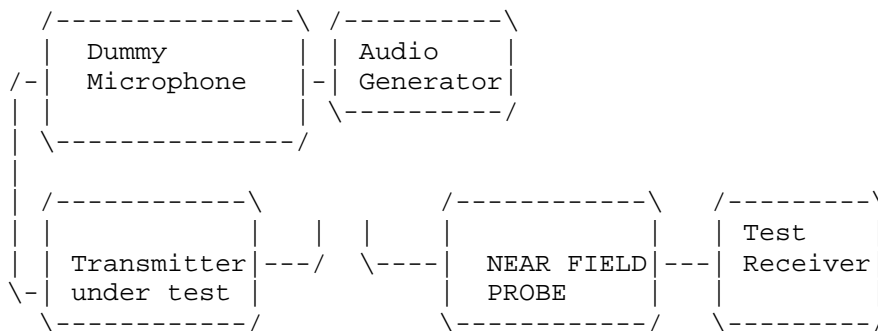 Dummy
Microphone
Audio
Generator
Transmitter
under test
NEAR FIELD
PROBE
Test
Receiver